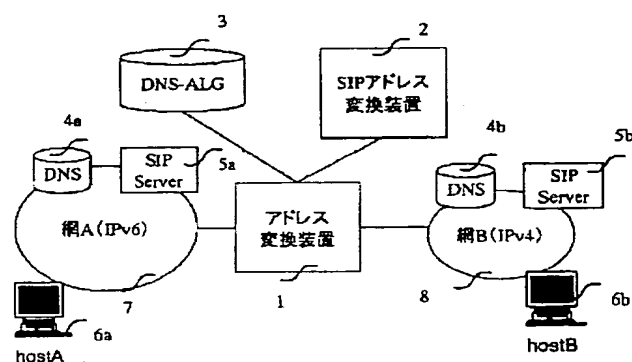 3
2
DNS-ALG
SIPアドレス
変換装置
4a
DNS
SIP
Server
5a
4b
DNS
5b
SIP
Server
アドレス
変換装置
網A(IPv6)
網B(IPv4)
7
1
8
6a
hostA
6b
hostB